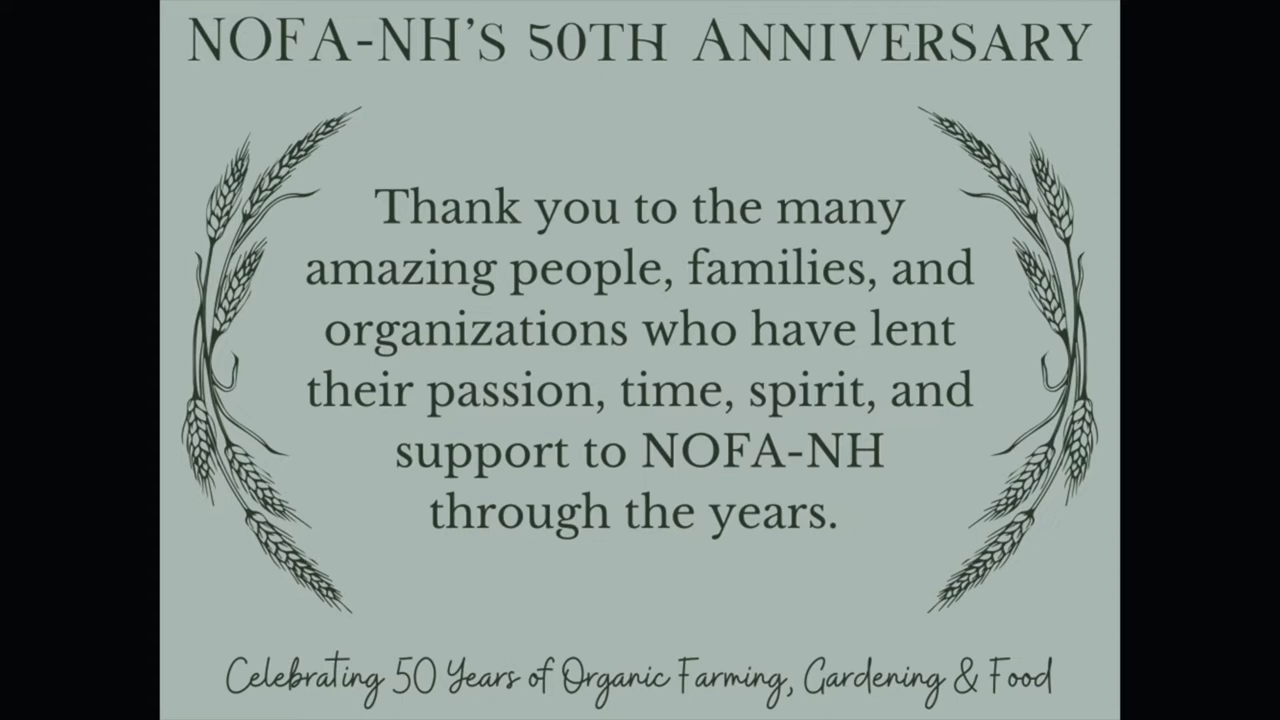 NOFA-NH’S 50TH ANNIVERSARY
Thank you to the many
amazing people, families, and
organizations who have lent
their passion, time, spirit, and
support to NOFA-NH
through the years.
Celebrating 50 Years of Organic Farming, Gardening & Food